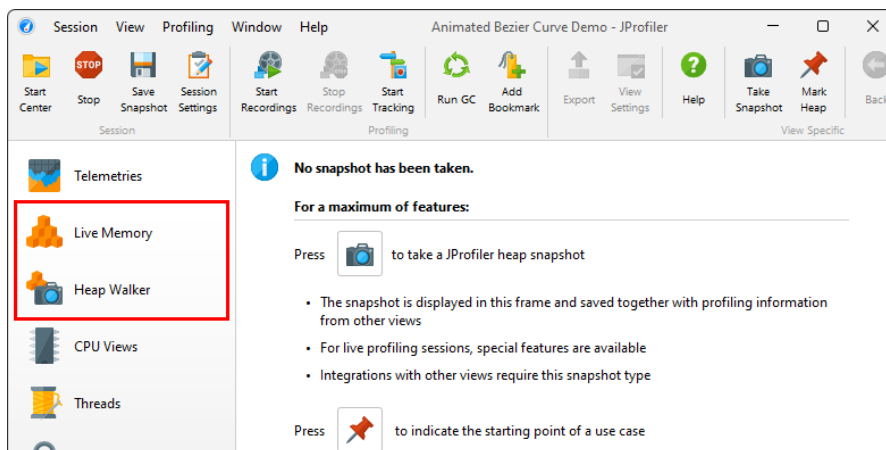 Session View Profiling Window Help Animated Bezier Curve Demo - JProfiler
STOP
Start Center
Stop
Save Snapshot
Session Settings
Start Recordings
Stop Recordings
Start Tracking
Run GC
Add Bookmark
Export
View Settings
Help
Take Snapshot
Mark Heap
Back
Session
Profiling
View Specific
Telemetries
Live Memory
Heap Walker
CPU Views
Threads
No snapshot has been taken.
For a maximum of features:
Press to take a JProfiler heap snapshot
• The snapshot is displayed in this frame and saved together with profiling information
from other views
• For live profiling sessions, special features are available
• Integrations with other views require this snapshot type
Press to indicate the starting point of a use case